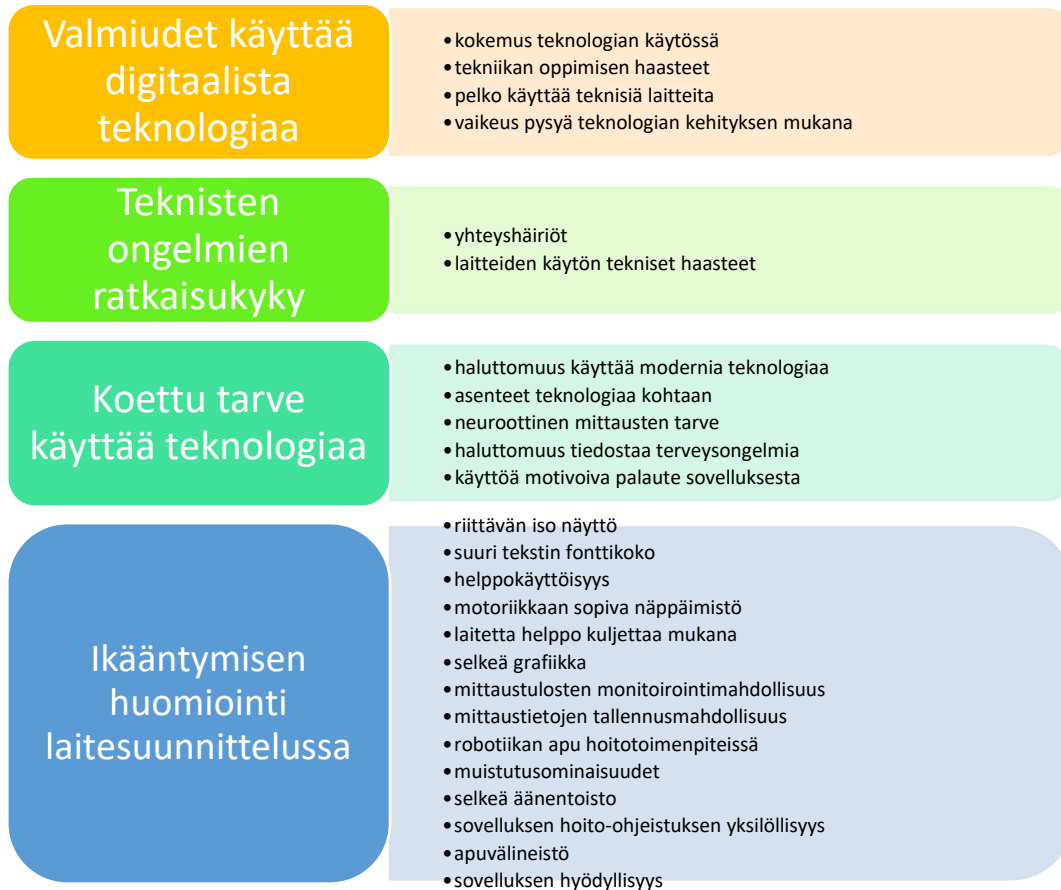 Valmiudet käyttää
digitaalista
teknologiaa
•kokemus teknologian käytössä
•tekniikan oppimisen haasteet
•pelko käyttää teknisiä laitteita
•vaikeus pysyä teknologian kehityksen mukana
Teknisten
ongelmien
ratkaisukyky
•yhteyshäiriöt
•laitteiden käytön tekniset haasteet
Koettu tarve
käyttää teknologiaa
•haluttomuus käyttää modernia teknologiaa
•asenteet teknologiaa kohtaan
•neuroottinen mittausten tarve
•haluttomuus tiedostaa terveysongelmia
•käyttöä motivoiva palaute sovelluksesta
Ikääntymisen
huomiointi
laitesuunnittelussa
•riittävän iso näyttö
•suuri tekstin fonttikoko
•helppokäyttöisyys
•motoriikkaan sopiva näppäimistö
•laitetta helppo kuljettaa mukana
•selkeä grafiikka
•mittaustulosten monitoirointimahdollisuus
•mittaustietojen tallennusmahdollisuus
•robotiikan apu hoitotoimenpiteissä
•muistutusominaisuudet
•selkeä äänentoisto
•sovelluksen hoito-ohjeistuksen yksilöllisyys
•apuvälineistö
•sovelluksen hyödyllisyys